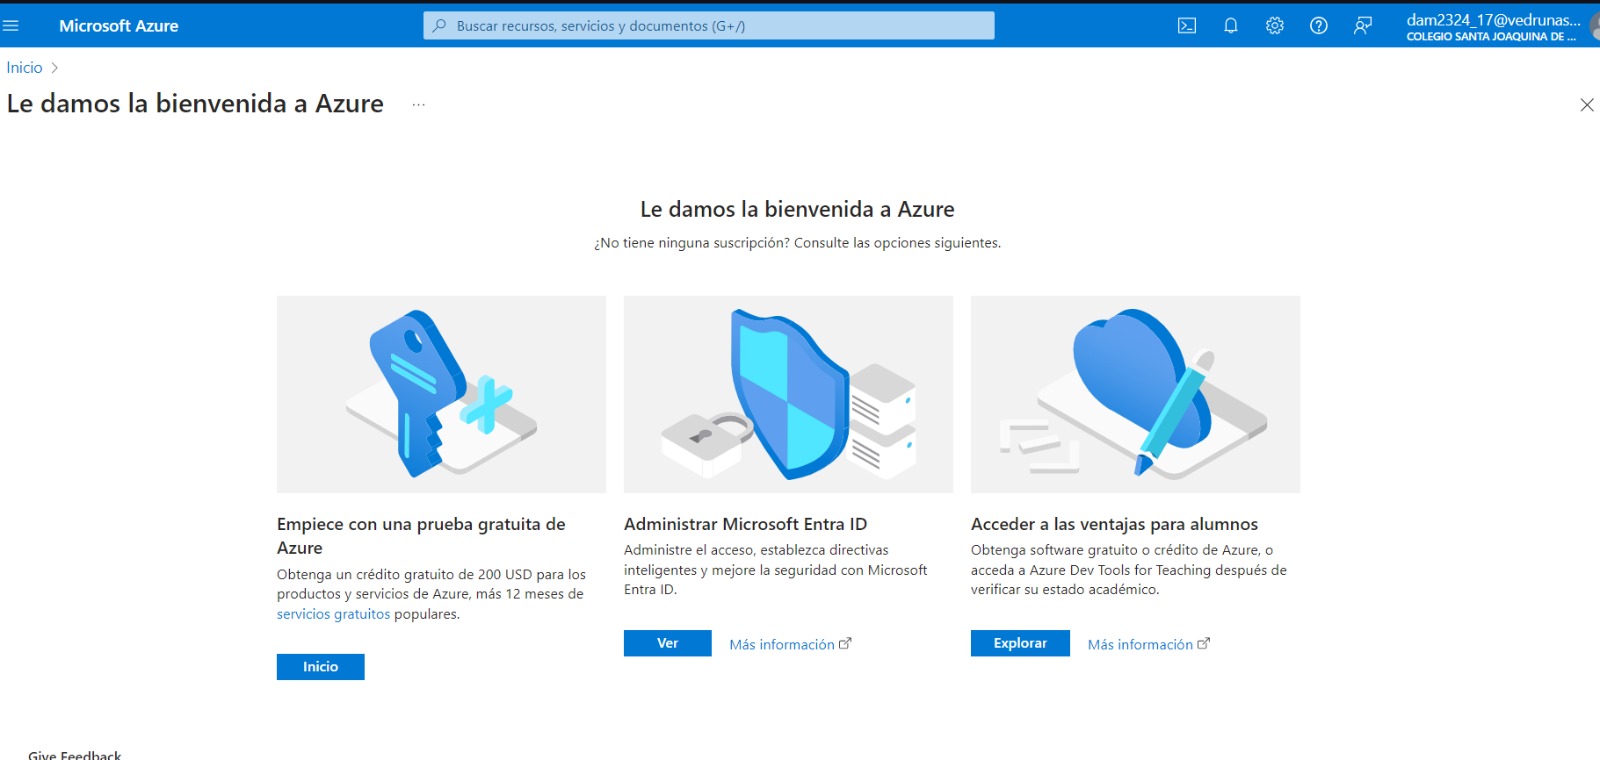 Microsoft Azure
Buscar recursos, servicios y documentos (G+/)
dam2324_17@vedrunas...
COLEGIO SANTA JOAQUINA DE ...
Inicio
Le damos la bienvenida a Azure
...
Le damos la bienvenida a Azure
¿No tiene ninguna suscripción? Consulte las opciones siguientes.
Empiece con una prueba gratuita de
Azure
Obtenga un crédito gratuito de 200 USD para los
productos y servicios de Azure, más 12 meses de
servicios gratuitos populares.
Inicio
Administrar Microsoft Entra ID
Administre el acceso, establezca directivas
inteligentes y mejore la seguridad con Microsoft
Entra ID.
Ver
Más información
Acceder a las ventajas para alumnos
Obtenga software gratuito o crédito de Azure, o
acceda a Azure Dev Tools for Teaching después de
verificar su estado académico.
Explorar
Más información
Give Feedback